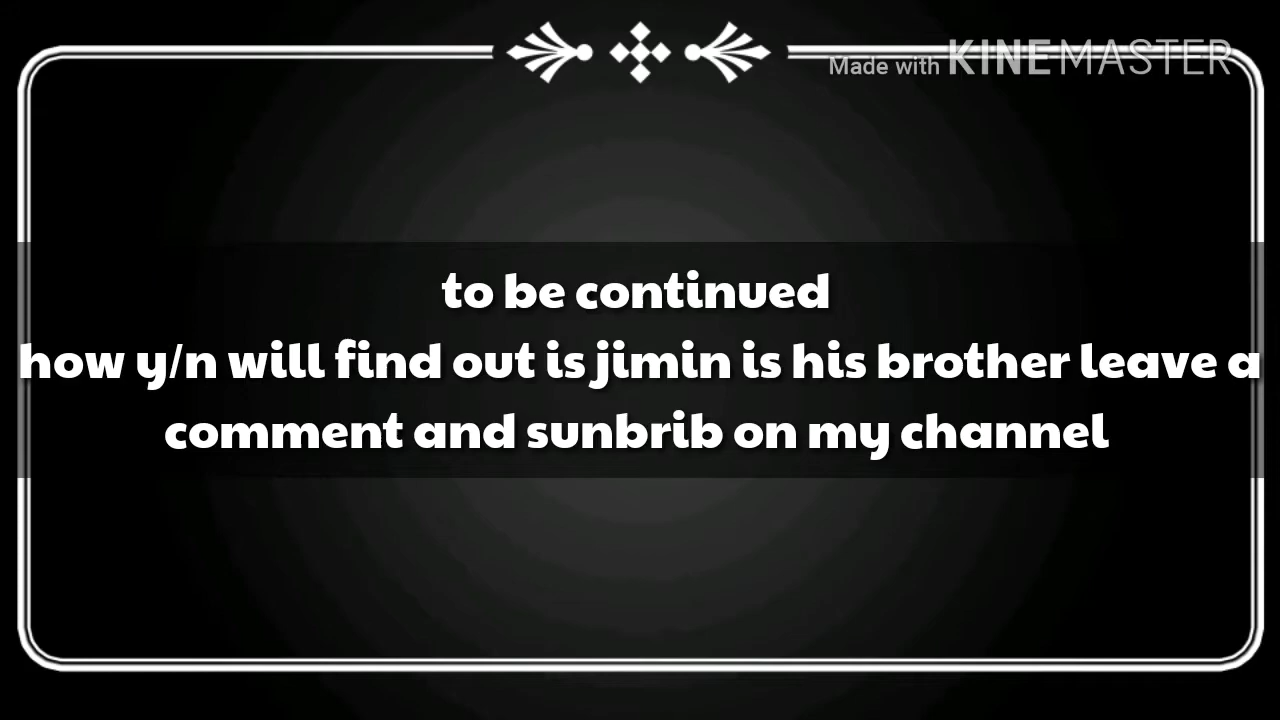 Made with KINEMASTER
to be continued
how y/n will find out is jimin is his brother leave a
comment and sunbrib on my channel